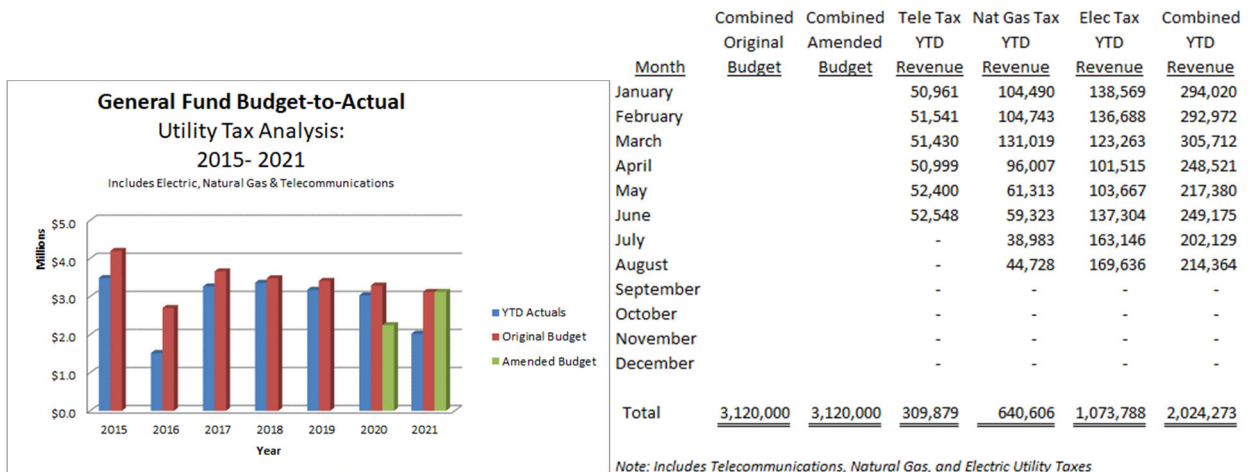 General Fund Budget-to-Actual
Utility Tax Analysis:
2015- 2021
Includes Electric, Natural Gas & Telecommunications
Millions
$5.0
$4.0
$3.0
$2.0
$1.0
$0.0
2015 2016 2017 2018 2019 2020 2021
Year
YTD Actuals
Original Budget
Amended Budget
Combined Combined Tele Tax Nat Gas Tax Elec Tax Combined
Original Amended YTD YTD YTD YTD
Month Budget Budget Revenue Revenue Revenue Revenue
January 50,961 104,490 138,569 294,020
February 51,541 104,743 136,688 292,972
March 51,430 131,019 123,263 305,712
April 50,999 96,007 101,515 248,521
May 52,400 61,313 103,667 217,380
June 52,548 59,323 137,304 249,175
July - 38,983 163,146 202,129
August - 44,728 169,636 214,364
September - - - -
October - - - -
November - - - -
December - - - -
Total 3,120,000 3,120,000 309,879 640,606 1,073,788 2,024,273
Note: Includes Telecommunications, Natural Gas, and Electric Utility Taxes